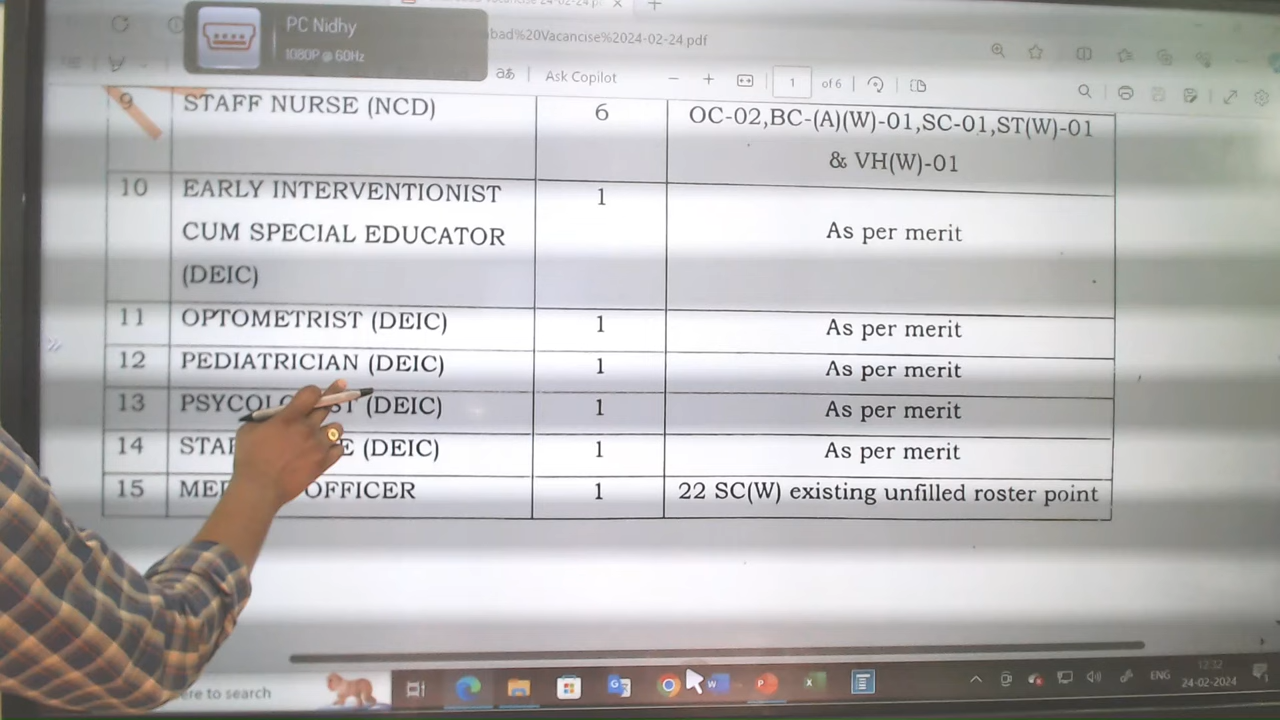 PC Nidhy
1080P @ 60Hz
bad%20Vacancise%2024-02-24.pdf
aあ Ask Copilot 1 of 6
9 STAFF NURSE (NCD) 6 OC-02,BC-(A)(W)-01,SC-01,ST(W)-01
& VH(W)-01
10 EARLY INTERVENTIONIST 1 As per merit
CUM SPECIAL EDUCATOR
(DEIC)
11 OPTOMETRIST (DEIC) 1 As per merit
12 PEDIATRICIAN (DEIC) 1 As per merit
13 (DEIC) 1 As per merit
14 (DEIC) 1 As per merit
15 OFFICER 1 22 SC(W) existing unfilled roster point
ere to search
ENG
12:32
24-02-2024